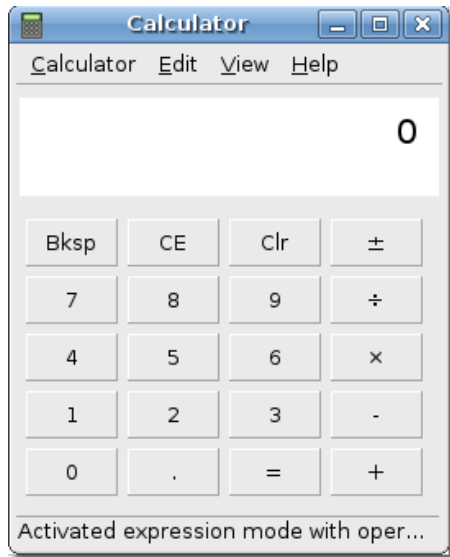 Calculator
Calculator Edit View Help
0
Bksp CE Clr ±
7 8 9 ÷
4 5 6 ×
1 2 3 -
0 . = +
Activated expression mode with oper...